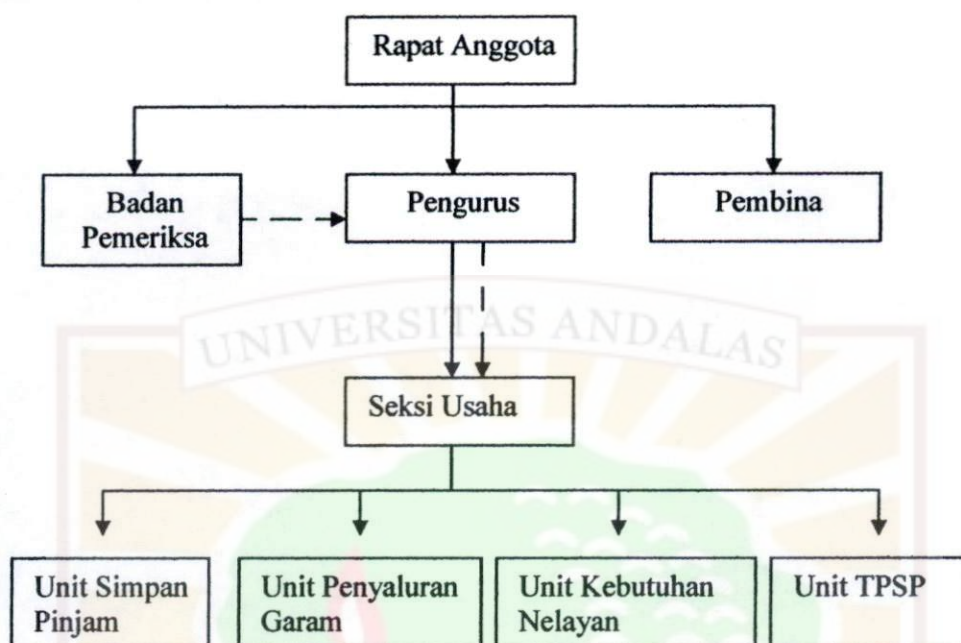 Rapat Anggota
Badan
Pemeriksa
Pengurus
Pembina
UNIVERSITAS ANDALAS
Seksi Usaha
Unit Simpan
Pinjam
Unit Penyaluran
Garam
Unit Kebutuhan
Nelayan
Unit TPSP